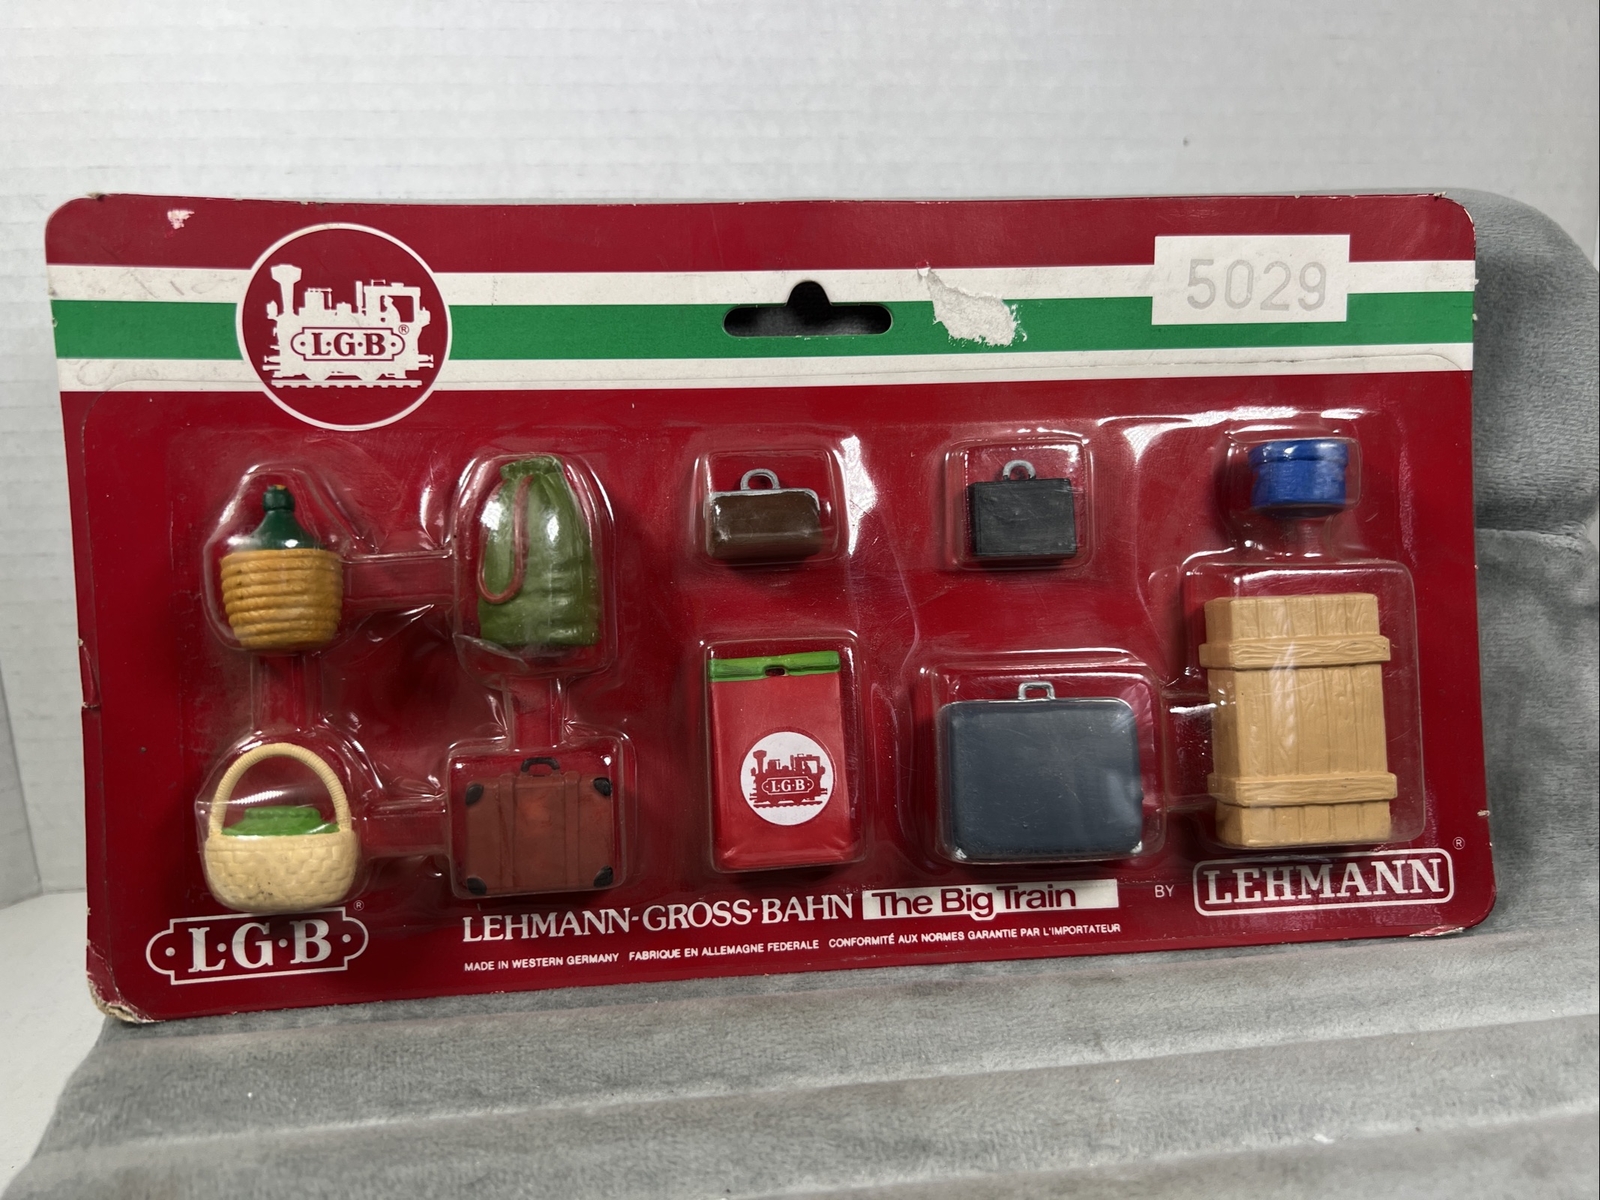 L·G·B ®
5029
L·G·B
L·G·B ®
LEHMANN-GROSS-BAHN The Big Train
BY LEHMANN ®
MADE IN WESTERN GERMANY FABRIQUE EN ALLEMAGNE FEDERALE CONFORMITÉ AUX NORMES GARANTIE PAR L'IMPORTATEUR